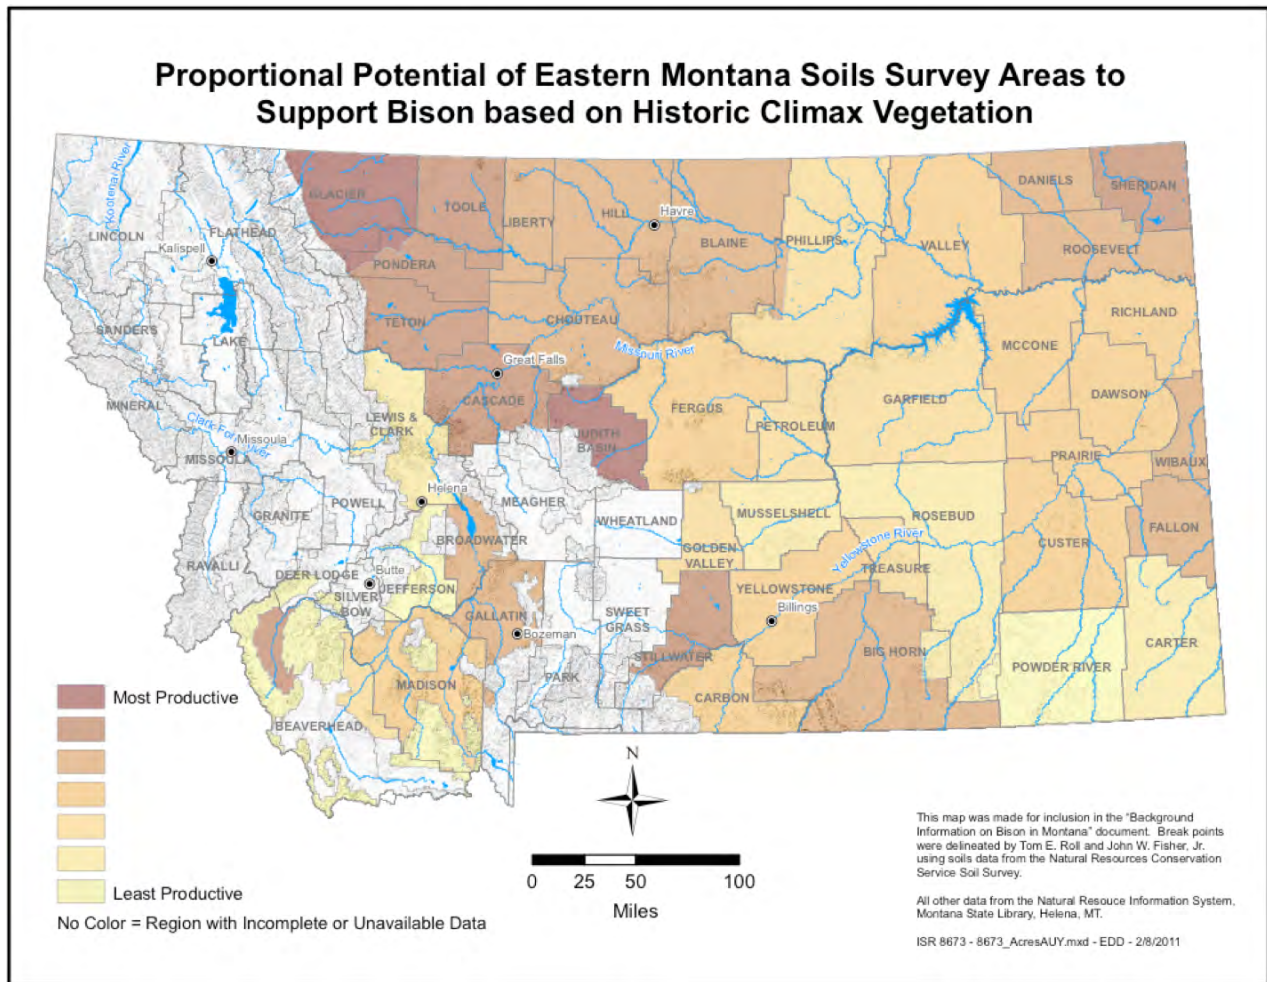 Proportional Potential of Eastern Montana Soils Survey Areas to
Support Bison based on Historic Climax Vegetation
Kootenai River
LINCOLN
FLATHEAD
Kalispell
GLACIER
TOOLE
LIBERTY
HILL
Havre
BLAINE
PHILLIPS
VALLEY
DANIELS
SHERIDAN
ROOSEVELT
PONDERA
TETON
CHOUTEAU
RICHLAND
SANDERS
LAKE
MCCONE
Great Falls
Missouri River
CASCADE
DAWSON
MINERAL
LEWIS &
CLARK
FERGUS
GARFIELD
PETROLEUM
JUDITH
BASIN
Clark Fork River
Missoula
MISSOULA
PRAIRIE
WIBAUX
Helena
POWELL
MEAGHER
GRANITE
WHEATLAND
MUSSELSHELL
ROSEBUD
FALLON
BROADWATER
GOLDEN
VALLEY
Yellowstone River
CUSTER
RAVALLI
DEER LODGE
Butte
SILVER
BOW
JEFFERSON
TREASURE
YELLOWSTONE
Billings
GALLATIN
Bozeman
SWEET
GRASS
STILLWATER
BIG HORN
CARTER
POWDER RIVER
PARK
MADISON
CARBON
BEAVERHEAD
Most Productive
Least Productive
No Color = Region with Incomplete or Unavailable Data
N
0 25 50 100
Miles
This map was made for inclusion in the "Background
Information on Bison in Montana" document. Break points
were delineated by Tom E. Roll and John W. Fisher, Jr.
using soils data from the Natural Resources Conservation
Service Soil Survey.
All other data from the Natural Resouce Information System,
Montana State Library, Helena, MT.
ISR 8673 - 8673_AcresAUY.mxd - EDD - 2/8/2011